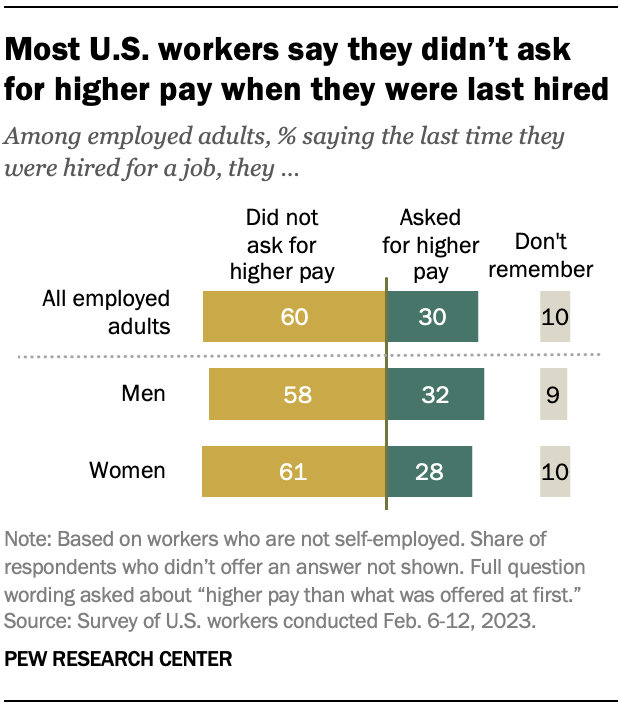 Most U.S. workers say they didn’t ask
for higher pay when they were last hired
Among employed adults, % saying the last time they
were hired for a job, they ...
Did not
ask for
higher pay
Asked
for higher
pay
Don't
remember
All employed
adults
60
30
10
Men
58
32
9
Women
61
28
10
Note: Based on workers who are not self-employed. Share of
respondents who didn’t offer an answer not shown. Full question
wording asked about “higher pay than what was offered at first.”
Source: Survey of U.S. workers conducted Feb. 6-12, 2023.
PEW RESEARCH CENTER